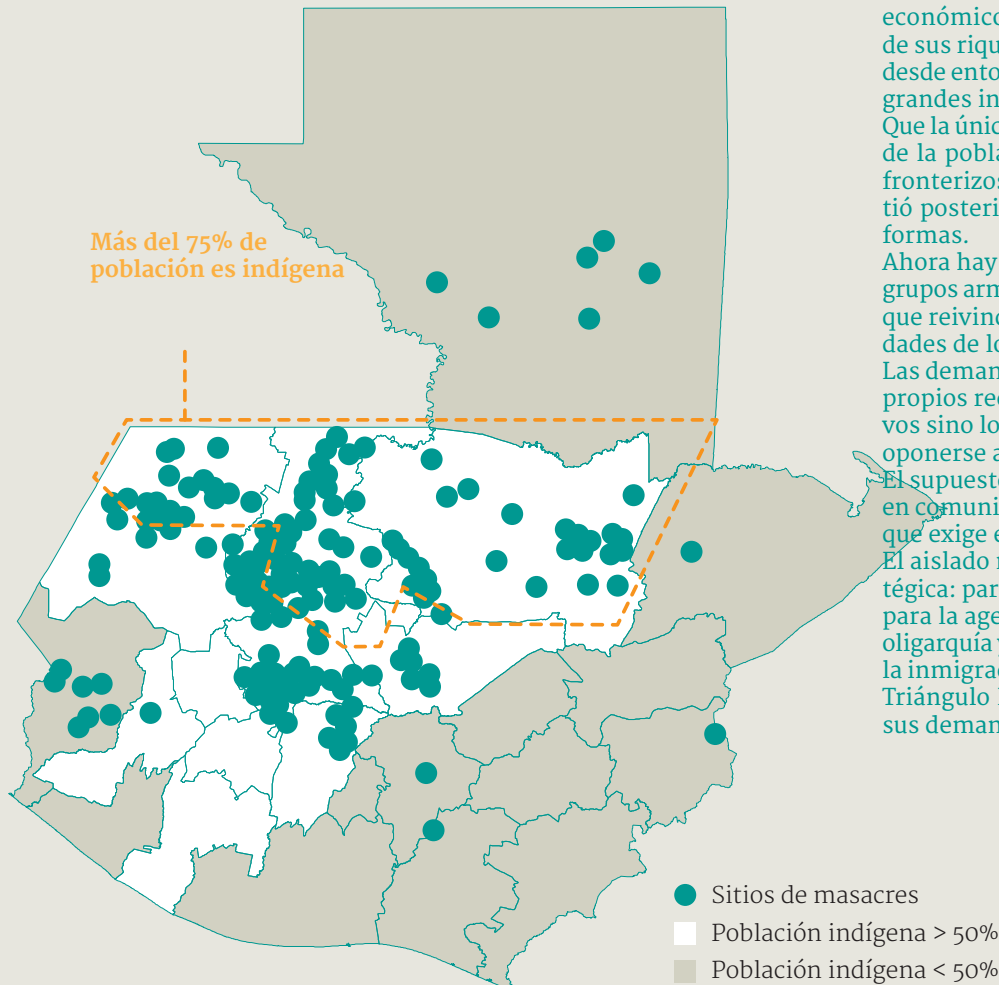 económico
de sus riqu
desde ento
grandes in
Que la únic
de la pobla
fronterizos
tió posteri
formas.
Ahora hay
grupos arm
que reivind
dades de lo
Las deman
propios rec
vos sino lo
oponerse a
El supuesto
en comuni
que exige e
El aislado r
tégica: par
para la age
oligarquía y
la inmigrac
Triángulo
sus deman
Más del 75% de
población es indígena
Sitios de masacres
Población indígena > 50%
Población indígena < 50%